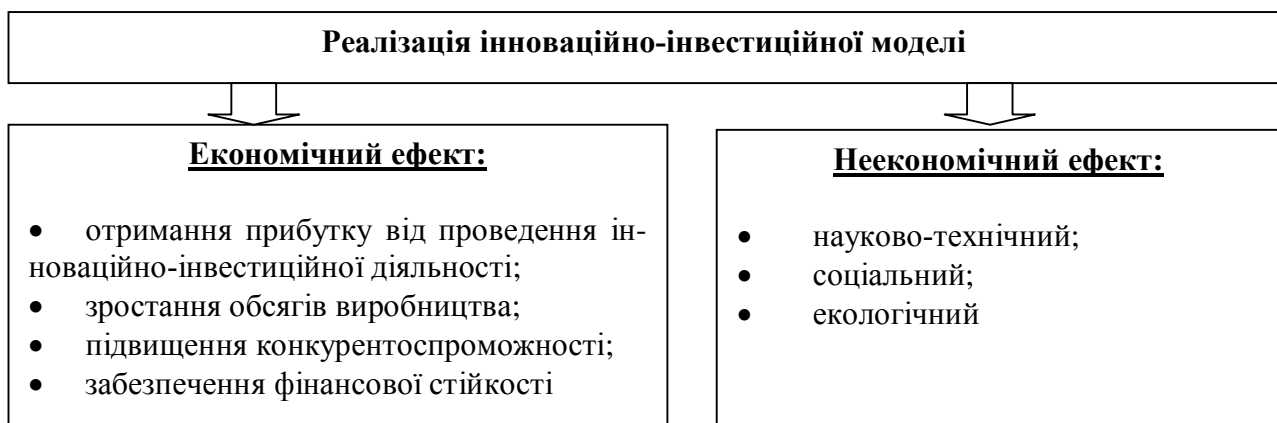 Реалізація інноваційно-інвестиційної моделі
Економічний ефект:
• отримання прибутку від проведення ін-
новаційно-інвестиційної діяльності;
• зростання обсягів виробництва;
• підвищення конкурентоспроможності;
• забезпечення фінансової стійкості
Неекономічний ефект:
• науково-технічний;
• соціальний;
• екологічний